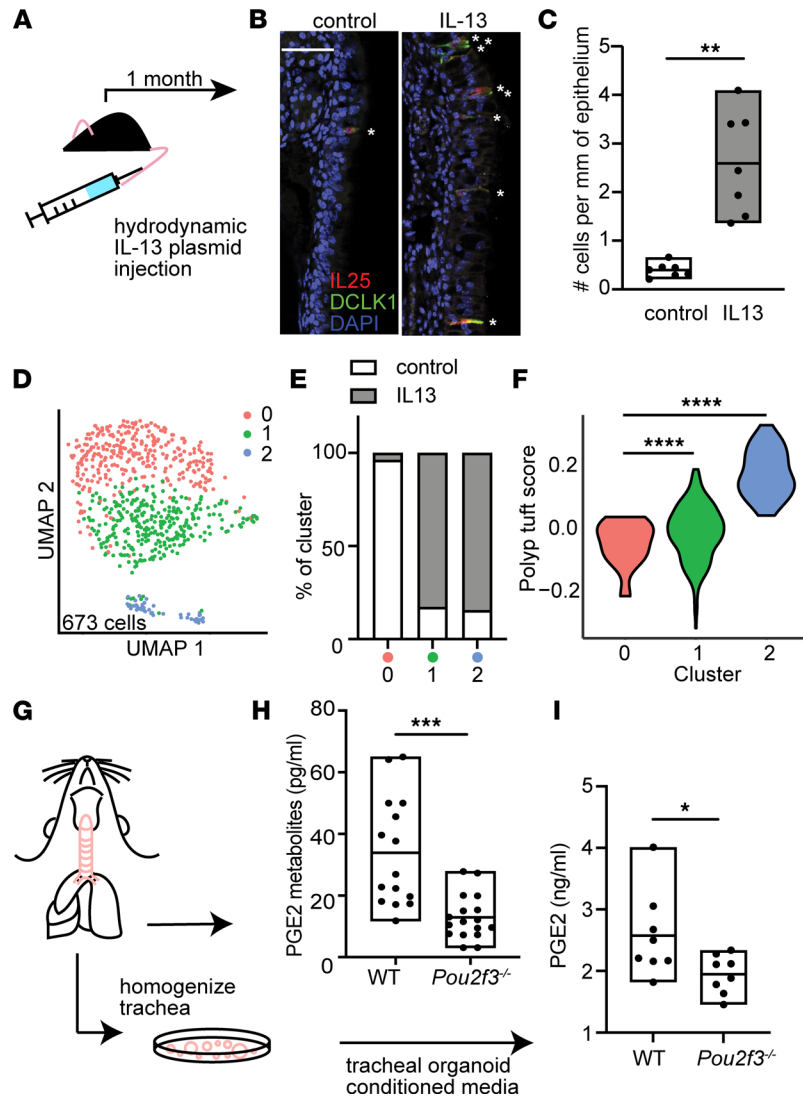 A
1 month
hydrodynamic
IL-13 plasmid
injection
B
control
IL-13
*
*
*
*
*
*
*
*
*
*
IL25
DCLK1
DAPI
C
# cells per mm of epithelium
5
4
3
2
1
0
**
control
IL13
D
UMAP 2
0
1
2
673 cells
UMAP 1
E
control
IL13
% of cluster
100
50
0
0
1
2
F
Polyp tuft score
0.2
0.0
−0.2
****
****
0
1
2
Cluster
G
homogenize
trachea
tracheal organoid
conditioned media
H
PGE2 metabolites (pg/ml)
80
60
40
20
0
***
WT
Pou2f3-/-
I
PGE2 (ng/ml)
5
4
3
2
1
*
WT
Pou2f3-/-